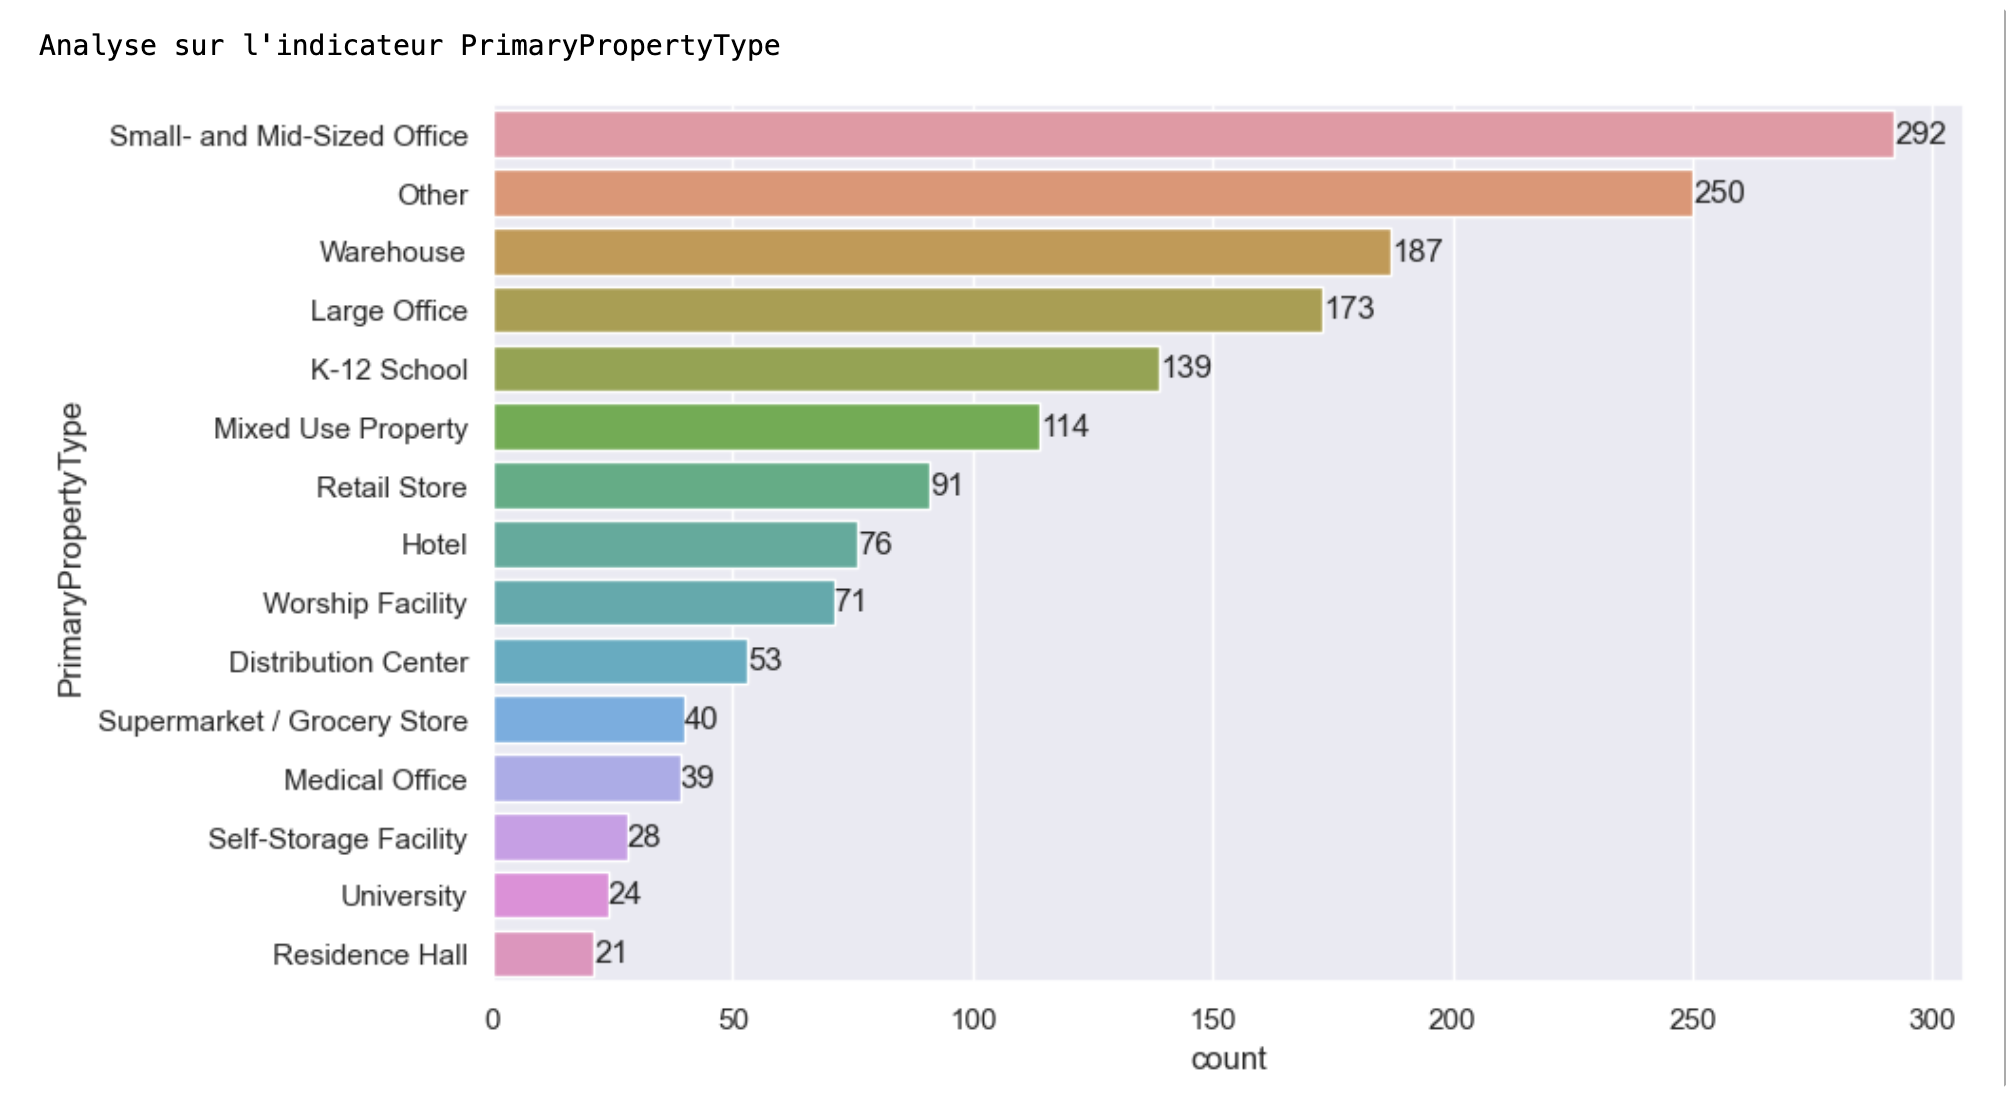 Analyse sur l'indicateur PrimaryPropertyType
PrimaryPropertyType
Small- and Mid-Sized Office 292
Other 250
Warehouse 187
Large Office 173
K-12 School 139
Mixed Use Property 114
Retail Store 91
Hotel 76
Worship Facility 71
Distribution Center 53
Supermarket / Grocery Store 40
Medical Office 39
Self-Storage Facility 28
University 24
Residence Hall 21
0 50 100 150 200 250 300
count